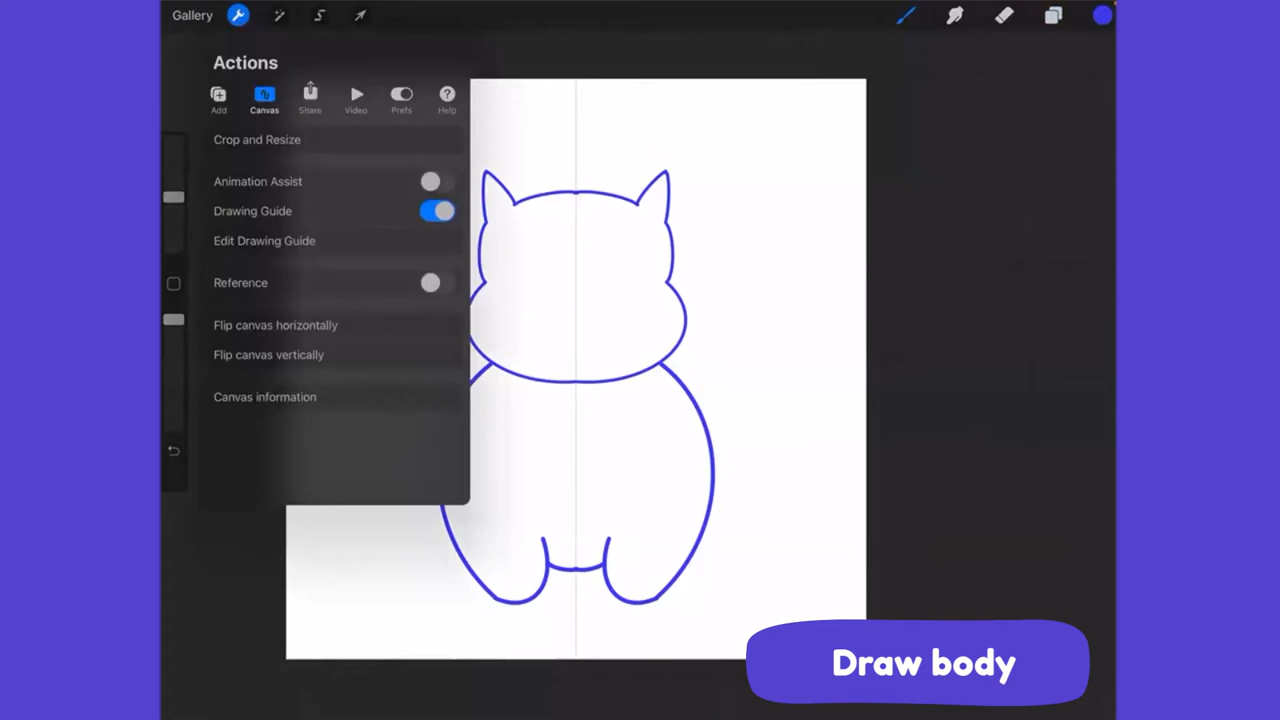 Gallery
Actions
Add Canvas Share Video Prefs Help
Crop and Resize
Animation Assist
Drawing Guide
Edit Drawing Guide
Reference
Flip canvas horizontally
Flip canvas vertically
Canvas information
Draw body